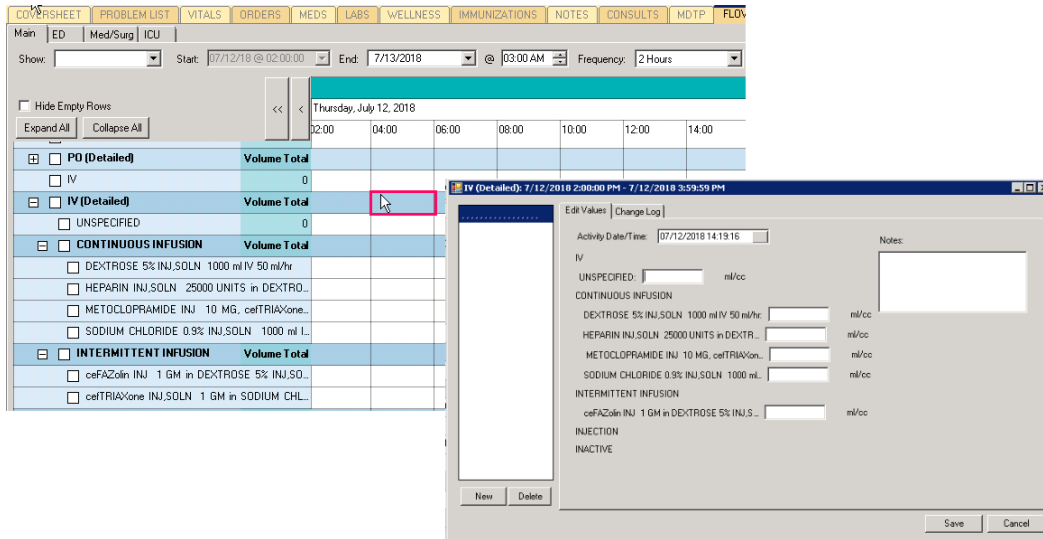 COVERSHEET PROBLEM LIST VITALS ORDERS MEDS LABS WELLNESS IMMUNIZATIONS NOTES CONSULTS MDTP FLOW
Main ED Med/Surg ICU
Show: Start: 07/12/18 @ 02:00:00 End: 7/13/2018 @ 03:00 AM Frequency: 2 Hours
Hide Empty Rows << < Thursday, July 12, 2018
Expand All Collapse All 02:00 04:00 06:00 08:00 10:00 12:00 14:00
PO (Detailed) Volume Total
IV 0
IV (Detailed) Volume Total
UNSPECIFIED 0
CONTINUOUS INFUSION Volume Total
DEXTROSE 5% INJ,SOLN 1000 ml IV 50 ml/hr
HEPARIN INJ,SOLN 25000 UNITS in DEXTRO...
METOCLOPRAMIDE INJ 10 MG, cefTRIAXone...
SODIUM CHLORIDE 0.9% INJ,SOLN 1000 ml I...
INTERMITTENT INFUSION Volume Total
ceFAZolin INJ 1 GM in DEXTROSE 5% INJ,SO...
cefTRIAXone INJ,SOLN 1 GM in SODIUM CHL...
IV (Detailed): 7/12/2018 2:00:00 PM - 7/12/2018 3:59:59 PM
Edit Values Change Log
Activity Date/Time: 07/12/2018 14:19:16 Notes:
IV
UNSPECIFIED: ml/cc
CONTINUOUS INFUSION
DEXTROSE 5% INJ,SOLN 1000 ml IV 50 ml/hr: ml/cc
HEPARIN INJ,SOLN 25000 UNITS in DEXTR... ml/cc
METOCLOPRAMIDE INJ 10 MG, cefTRIAXon... ml/cc
SODIUM CHLORIDE 0.9% INJ,SOLN 1000 ml... ml/cc
INTERMITTENT INFUSION
ceFAZolin INJ 1 GM in DEXTROSE 5% INJ,S... ml/cc
INJECTION
INACTIVE
New Delete
Save Cancel